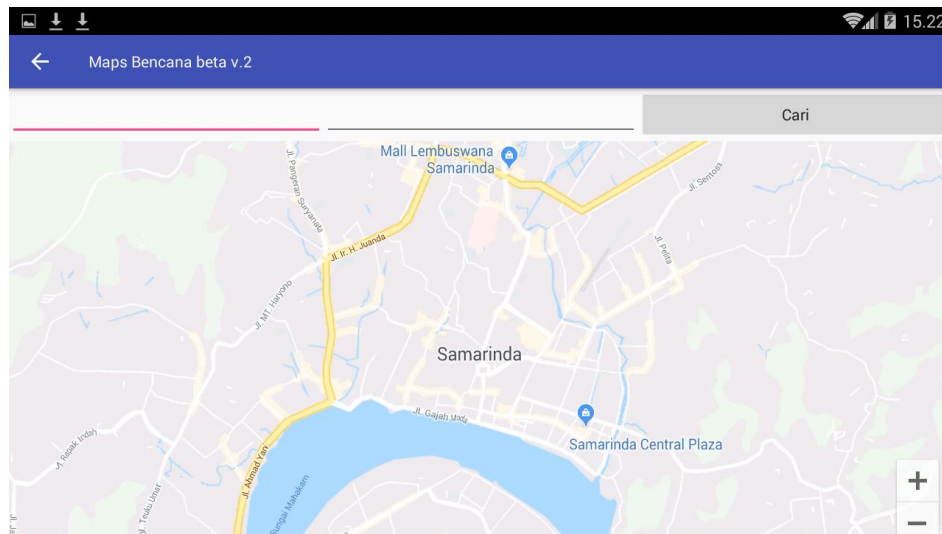 15.22
Maps Bencana beta v.2
Cari
Mall Lembuswana
Samarinda
Jl. Pangeran Suryanata
Jl. Sentosa
Jl. Ir. H. Juanda
Jl. Pelita
Jl. MT. Haryono
Samarinda
Jl. Gajah Mada
Samarinda Central Plaza
Jl. Rapak Indah
Jl. Ahmad Yani
Sungai Mahakam
Jl. Teuku Umar
+
−